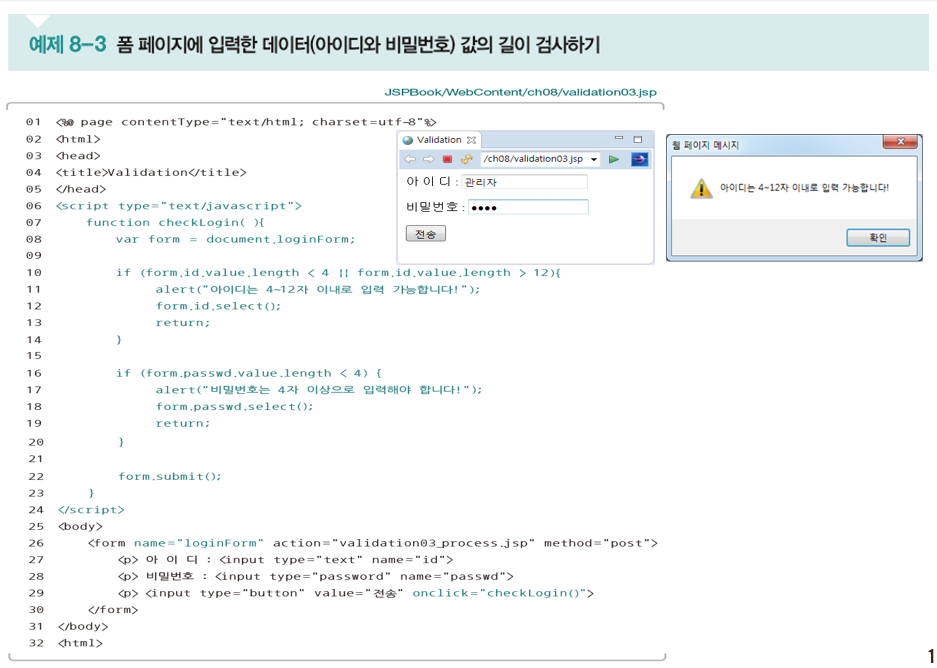 예제 8-3 폼 페이지에 입력한 데이터(아이디와 비밀번호) 값의 길이 검사하기
JSPBook/WebContent/ch08/validation03.jsp
01 <%@ page contentType="text/html; charset=utf-8"%>
02 <html>
03 <head>
04 <title>Validation</title>
05 </head>
06 <script type="text/javascript">
07 function checkLogin( ){
08 var form = document.loginForm;
09
10 if (form.id.value.length < 4 || form.id.value.length > 12){
11 alert("아이디는 4~12자 이내로 입력 가능합니다!");
12 form.id.select();
13 return;
14 }
15
16 if (form.passwd.value.length < 4) {
17 alert("비밀번호는 4자 이상으로 입력해야 합니다!");
18 form.passwd.select();
19 return;
20 }
21
22 form.submit();
23 }
24 </script>
25 <body>
26 <form name="loginForm" action="validation03_process.jsp" method="post">
27 <p> 아 이 디 : <input type="text" name="id">
28 <p> 비밀번호 : <input type="password" name="passwd">
29 <p> <input type="button" value="전송" onclick="checkLogin()">
30 </form>
31 </body>
32 <html>
Validation
/ch08/validation03.jsp
아 이 디 : 관리자
비밀번호 : ●●●●
전송
웹 페이지 메시지
아이디는 4~12자 이내로 입력 가능합니다!
확인
1